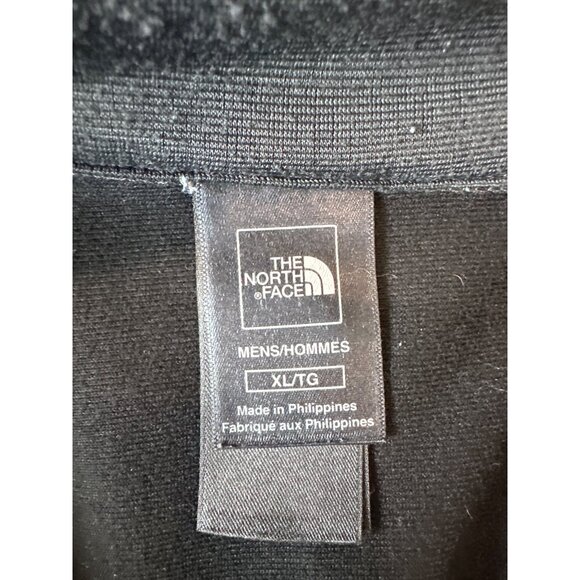 THE
NORTH
®FACE
MENS/HOMMES
XL/TG
Made in Philippines
Fabriqué aux Philippines